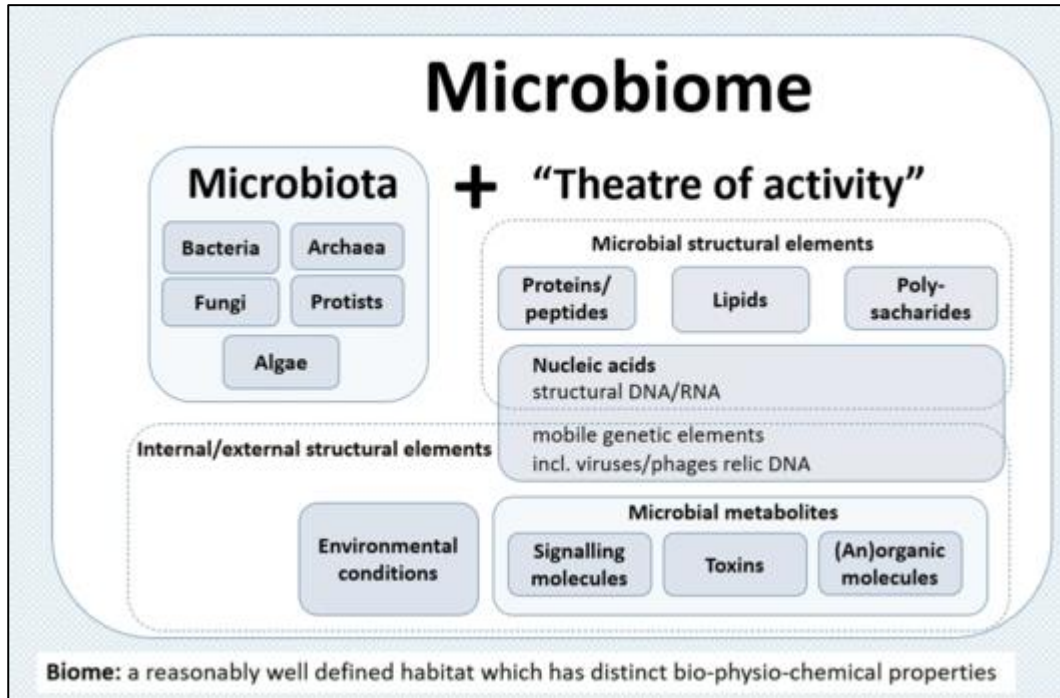 Microbiome
Microbiota + “Theatre of activity”
Bacteria
Archaea
Fungi
Protists
Algae
Microbial structural elements
Proteins/
peptides
Lipids
Poly-
sacharides
Nucleic acids
structural DNA/RNA
mobile genetic elements
incl. viruses/phages relic DNA
Internal/external structural elements
Environmental
conditions
Microbial metabolites
Signalling
molecules
Toxins
(An)organic
molecules
Biome: a reasonably well defined habitat which has distinct bio-physio-chemical properties